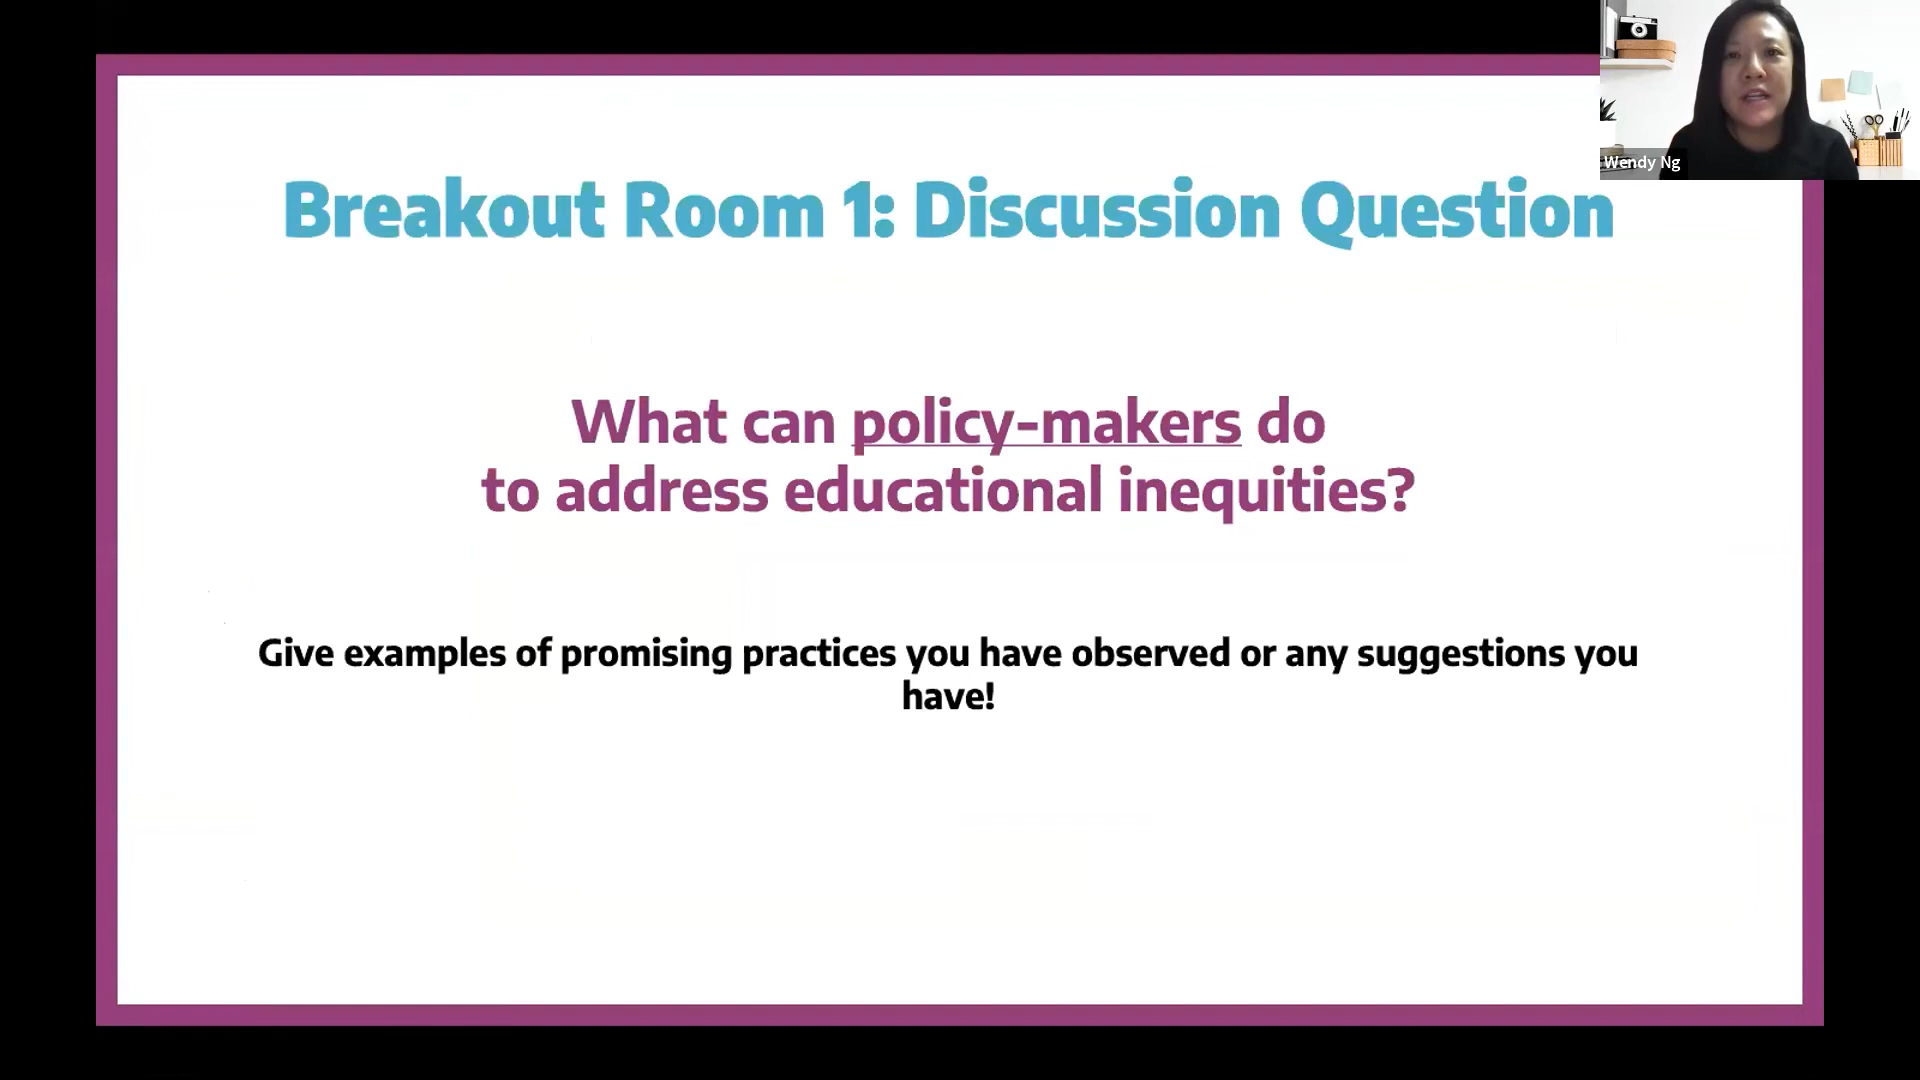 Wendy Ng
Breakout Room 1: Discussion Question
What can policy-makers do
to address educational inequities?
Give examples of promising practices you have observed or any suggestions you
have!